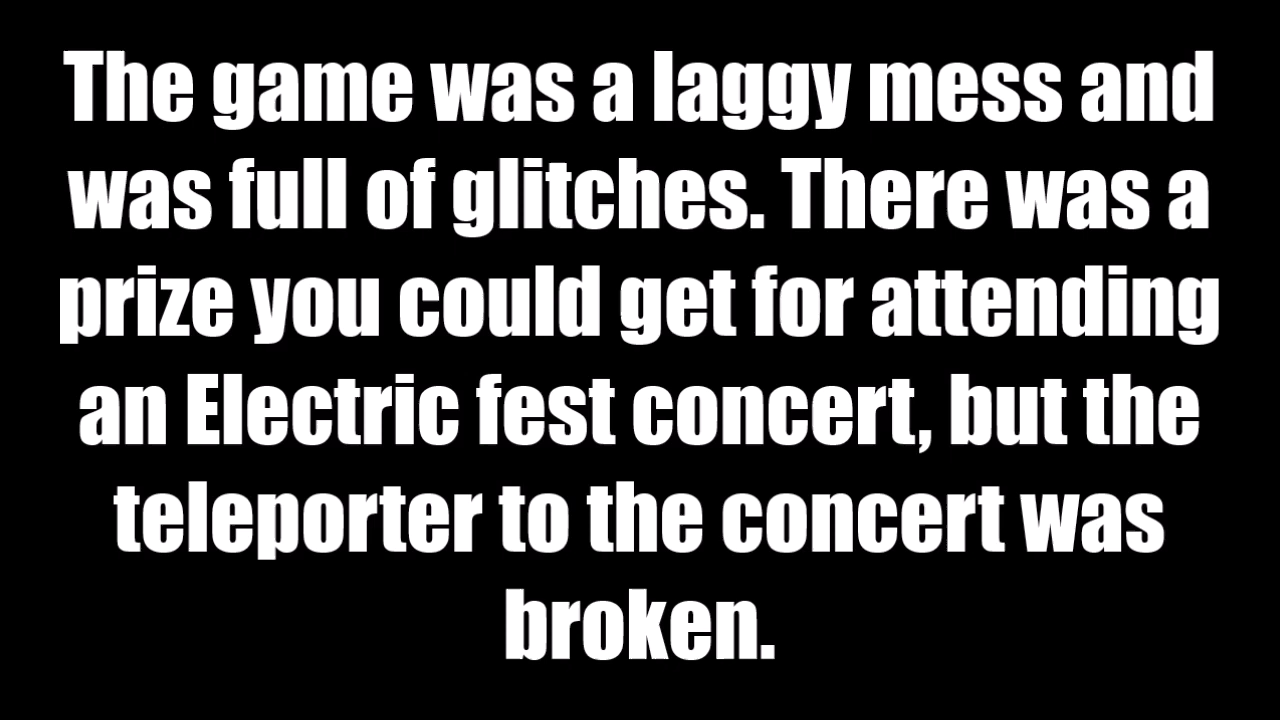 The game was a laggy mess and
was full of glitches. There was a
prize you could get for attending
an Electric fest concert, but the
teleporter to the concert was
broken.